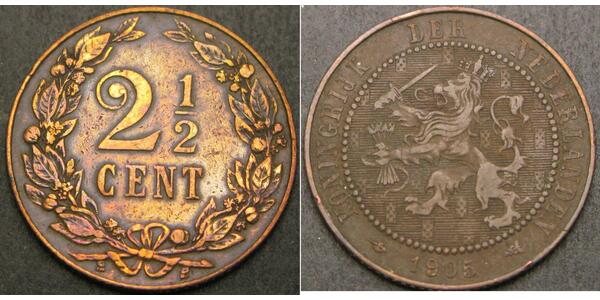 2 1/2
CENT
KONINGRIJK DER NEDERLANDEN
1905